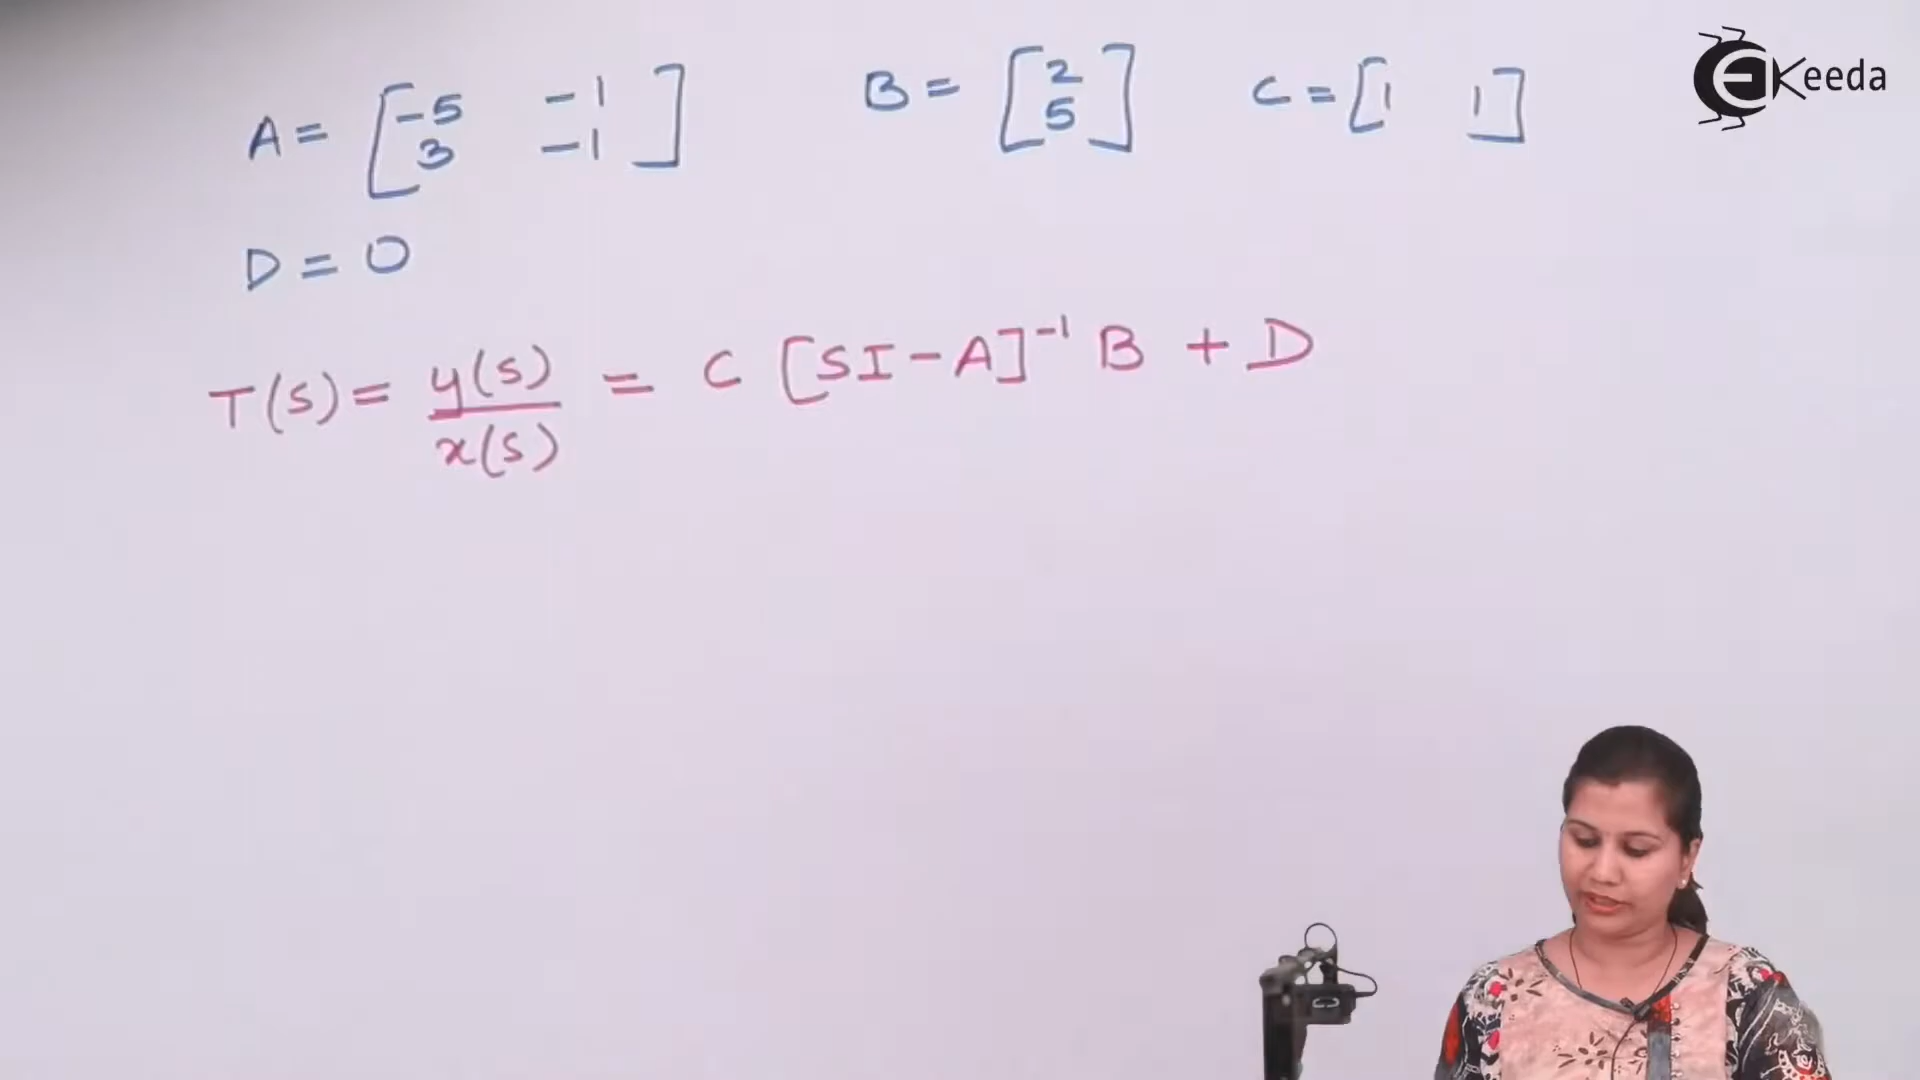 A = [-5 -1
3 -1] B = [2
5] C = [1 1]
D = 0
T(s) = y(s)/x(s) = C [SI-A]⁻¹ B + D
Keeda